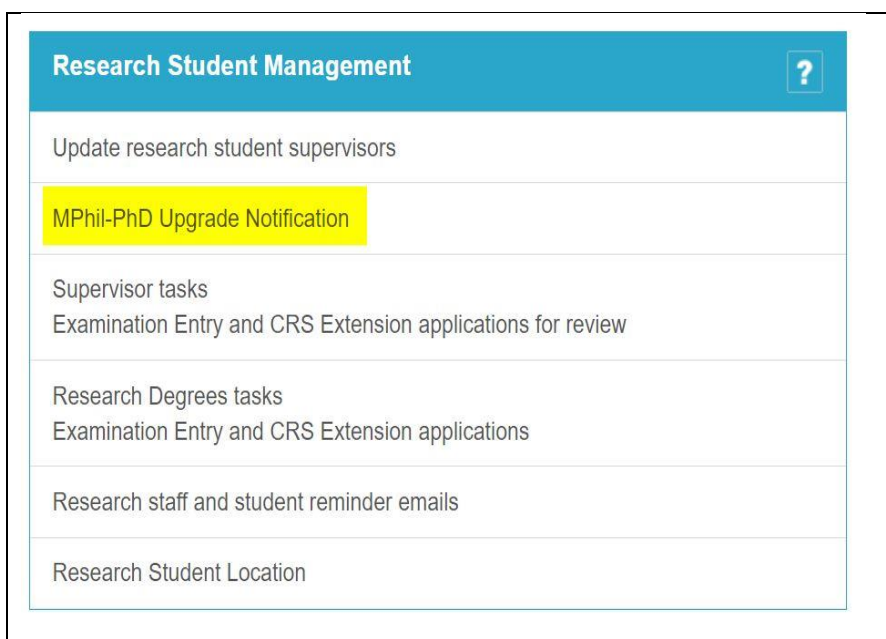 Research Student Management
?
Update research student supervisors
MPhil-PhD Upgrade Notification
Supervisor tasks
Examination Entry and CRS Extension applications for review
Research Degrees tasks
Examination Entry and CRS Extension applications
Research staff and student reminder emails
Research Student Location